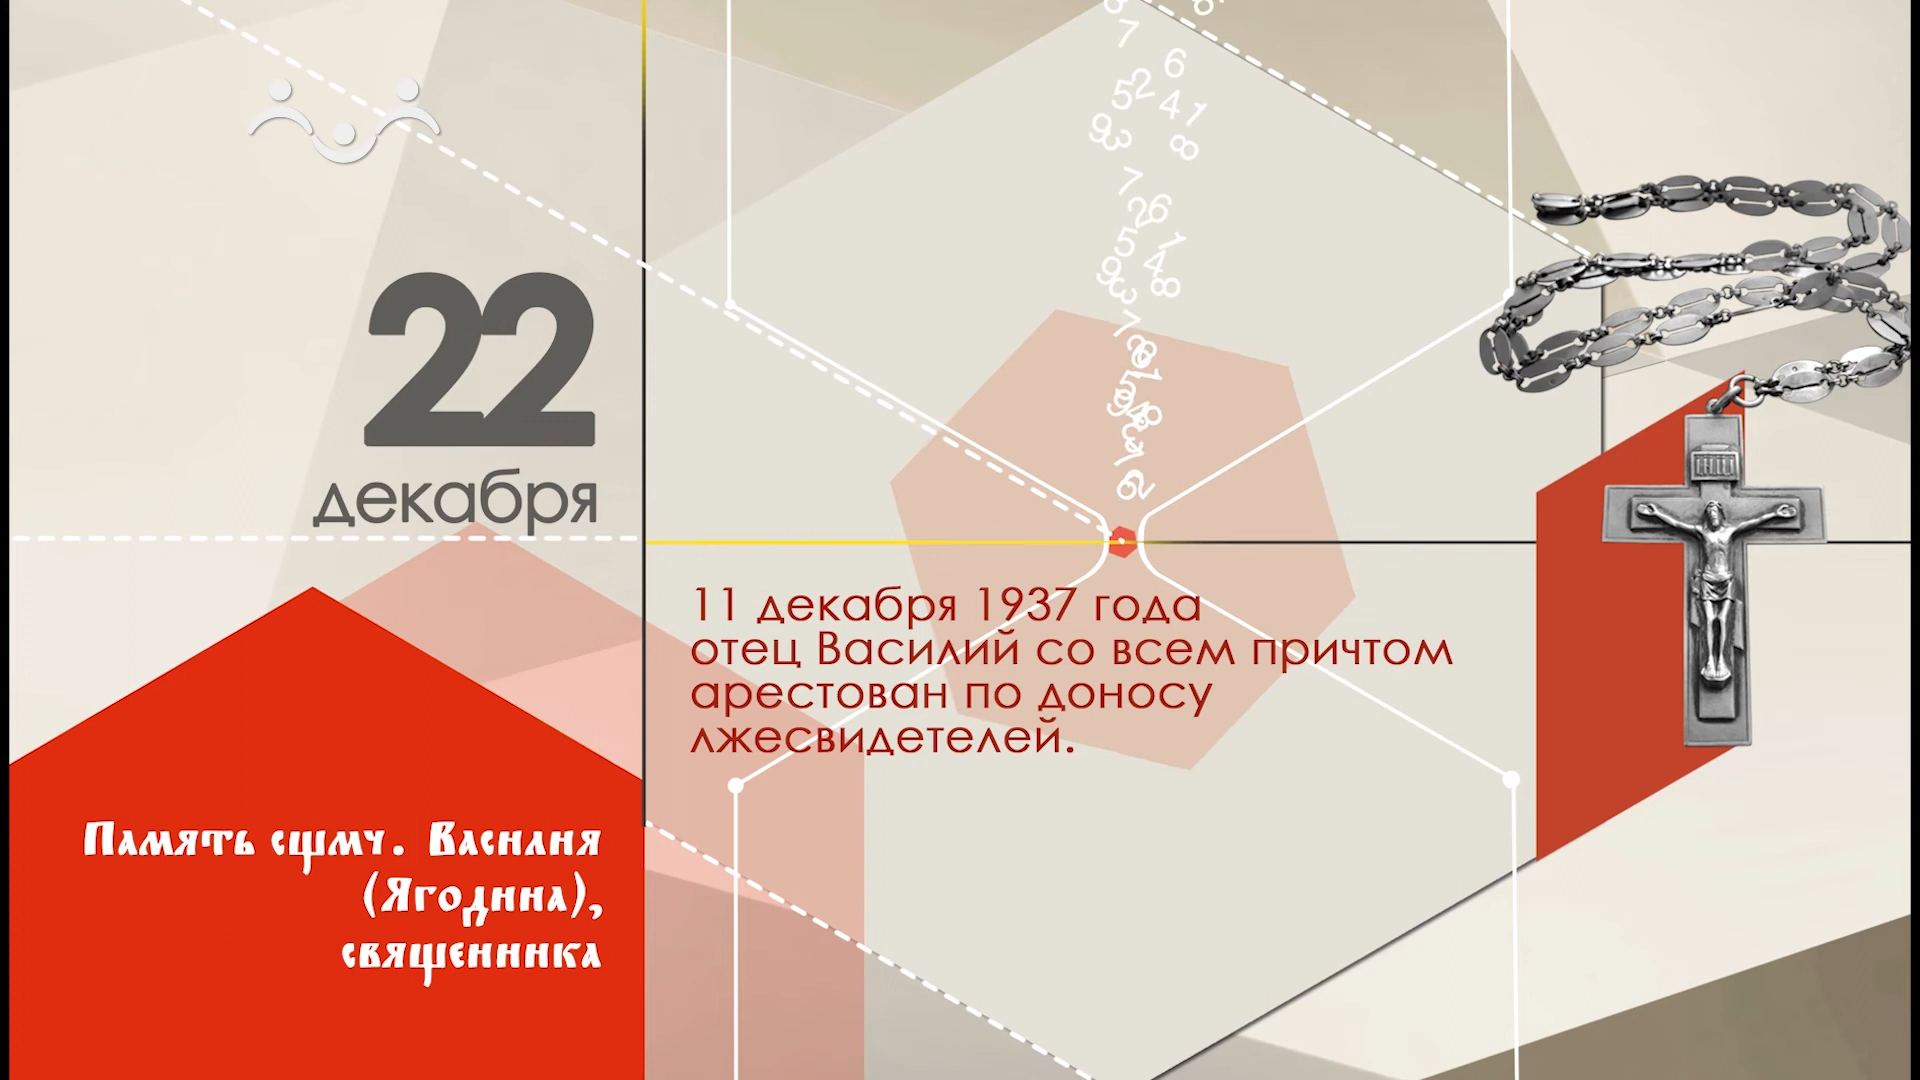 22
декабря
11 декабря 1937 года
отец Василий со всем причтом
арестован по доносу
лжесвидетелей.
Память сщмч. Василия
(Ягодина),
священника